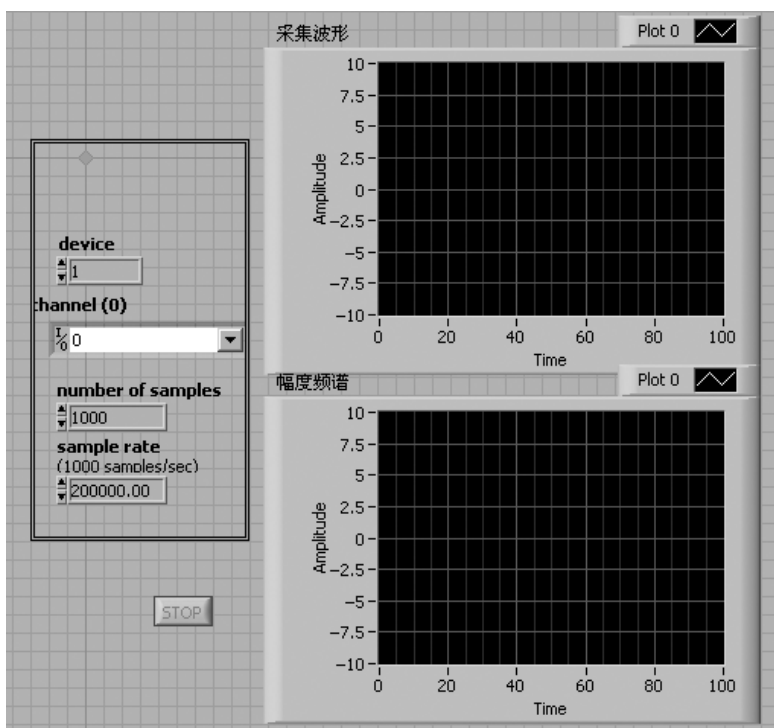 采集波形
Plot 0
10
7.5
5
2.5
0
-2.5
-5
-7.5
-10
Amplitude
0 20 40 60 80 100
Time
device
1
channel (0)
I/O 0
number of samples
1000
sample rate
(1000 samples/sec)
200000.00
STOP
幅度频谱
Plot 0
10
7.5
5
2.5
0
-2.5
-5
-7.5
-10
Amplitude
0 20 40 60 80 100
Time